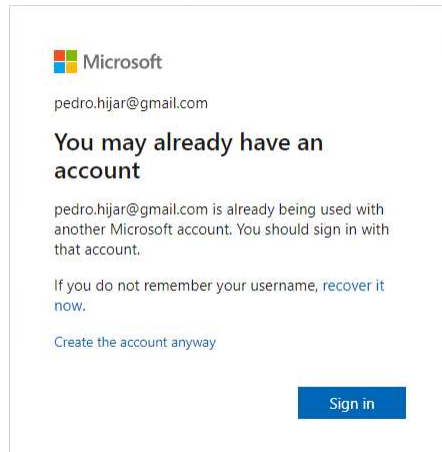 Microsoft
pedro.hijar@gmail.com
You may already have an
account
pedro.hijar@gmail.com is already being used with
another Microsoft account. You should sign in with
that account.
If you do not remember your username, recover it
now.
Create the account anyway
Sign in